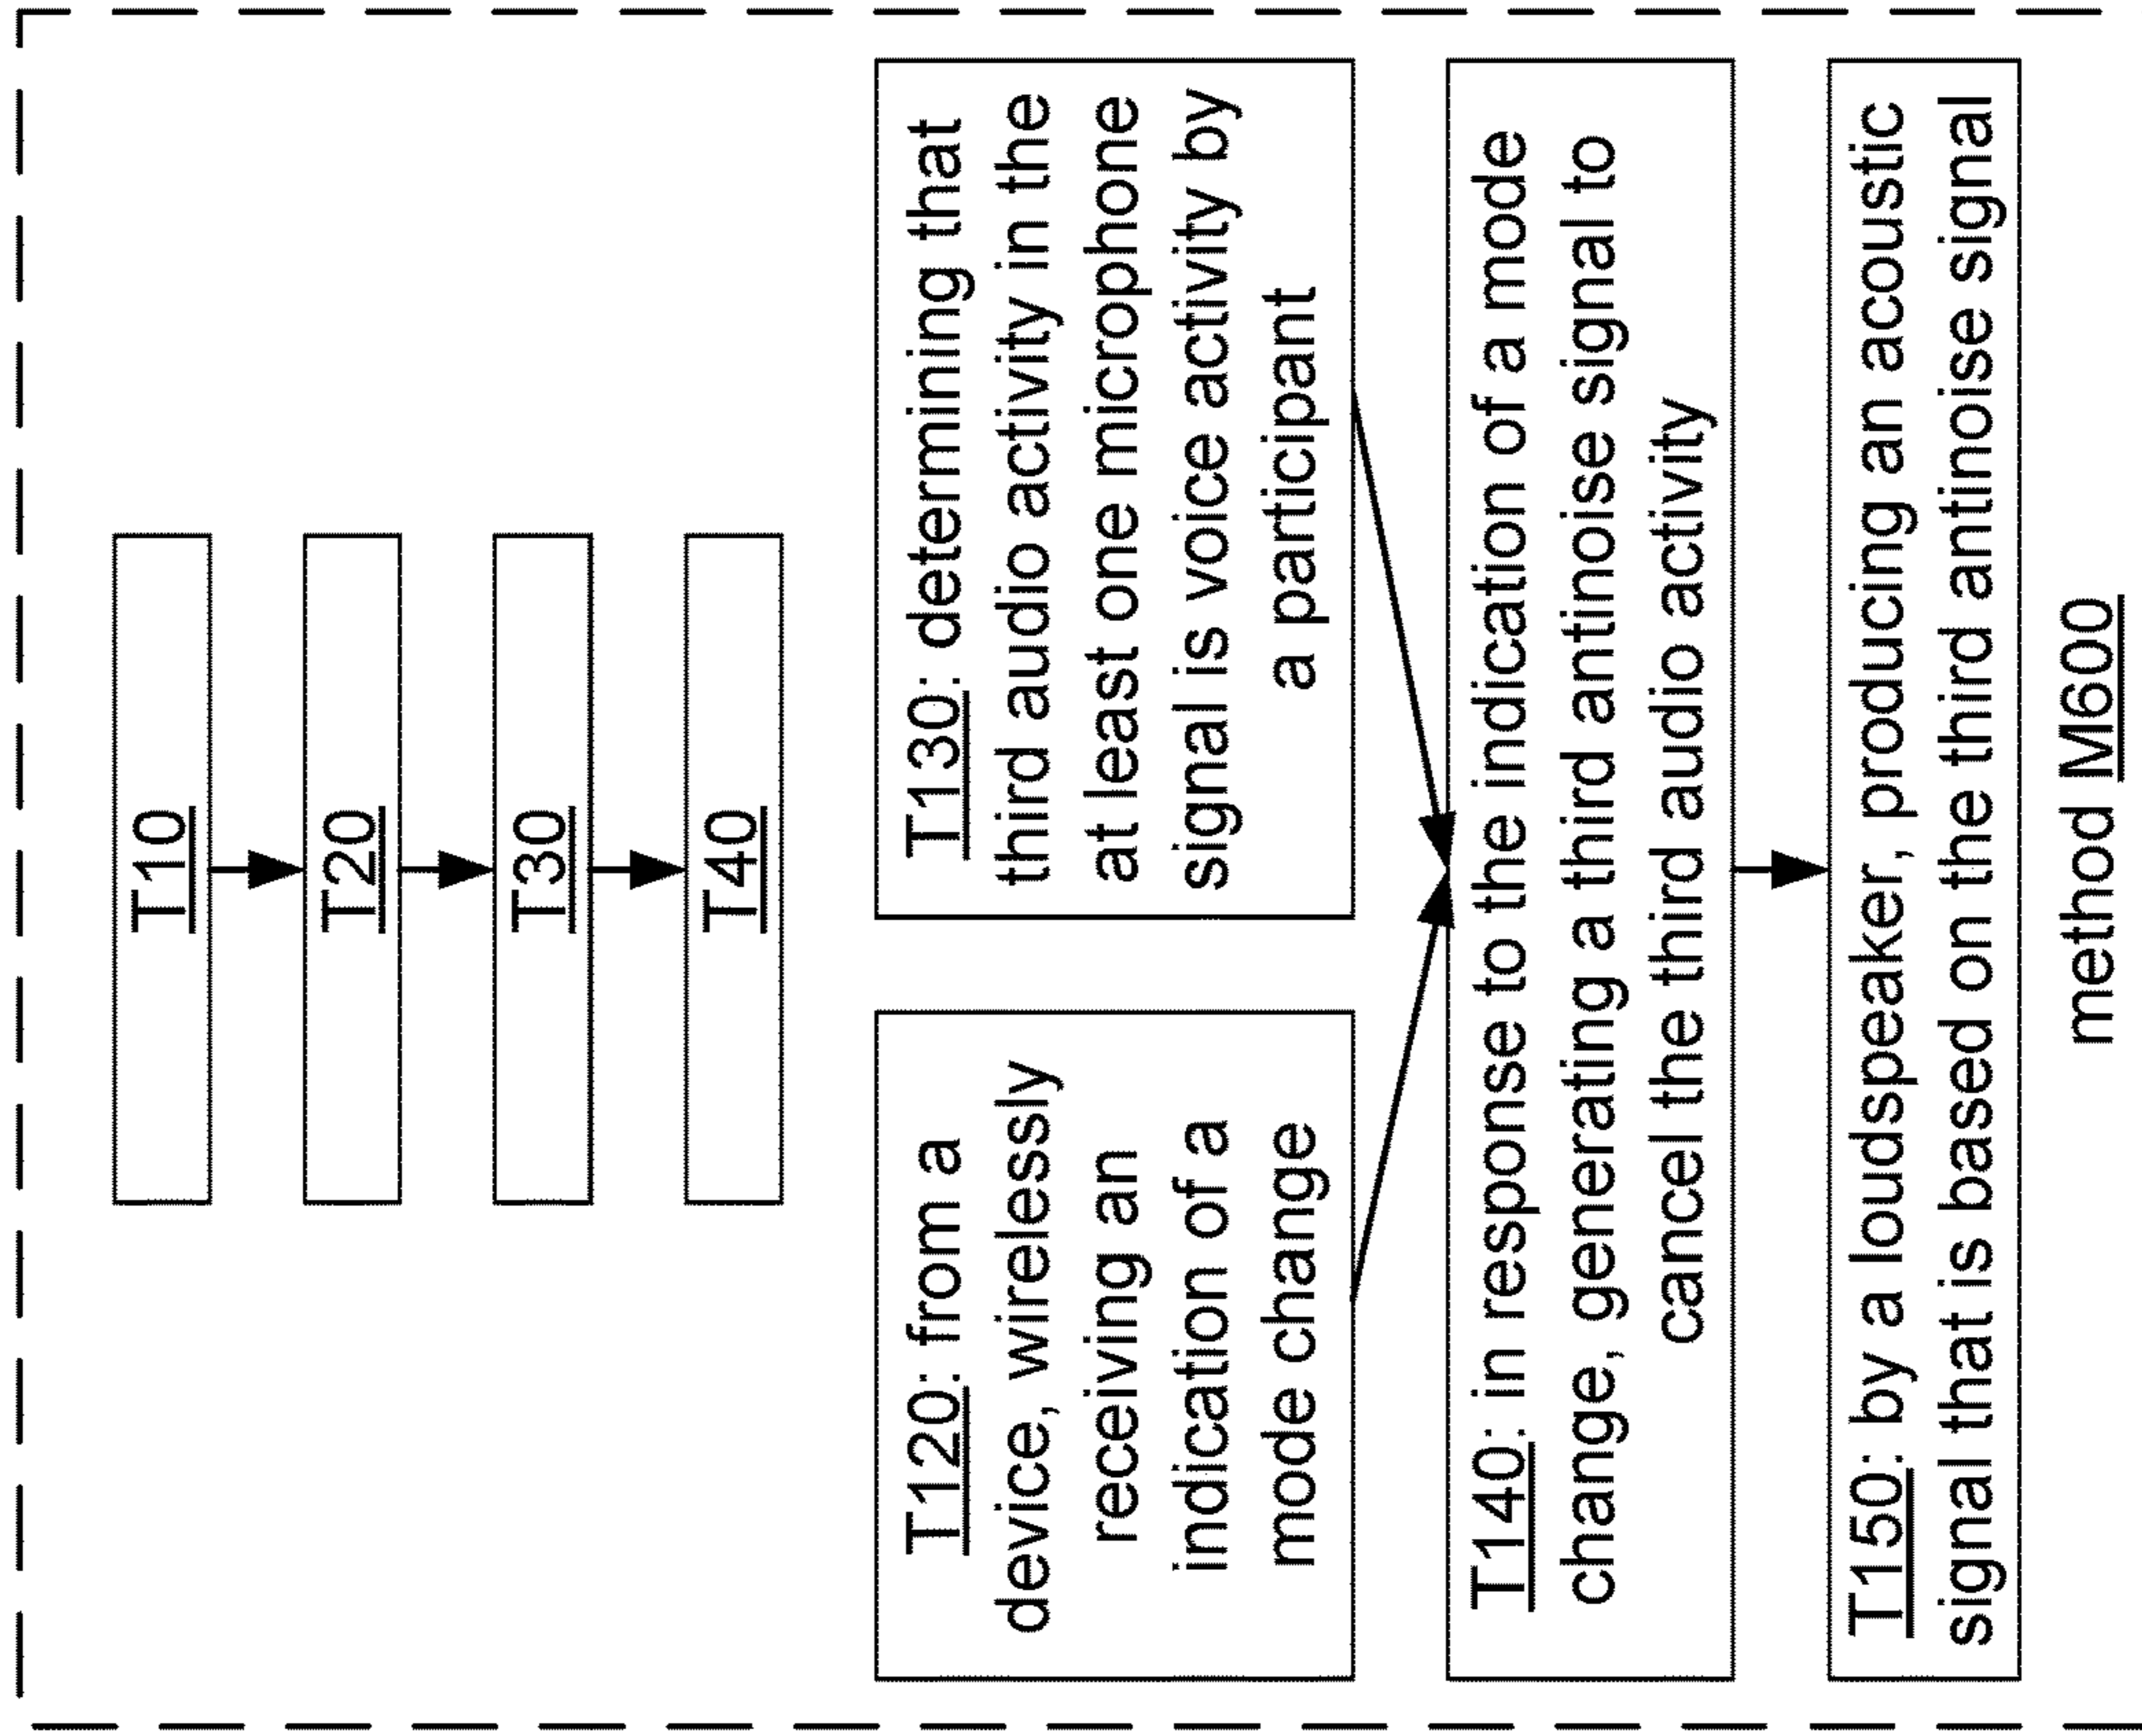 T10
T20
T30
T40
T120: from a
device, wirelessly
receiving an
indication of a
mode change
T130: determining that
third audio activity in the
at least one microphone
signal is voice activity by
a participant
T140: in response to the indication of a mode
change, generating a third antinoise signal to
cancel the third audio activity
T150: by a loudspeaker, producing an acoustic
signal that is based on the third antinoise signal
method M600